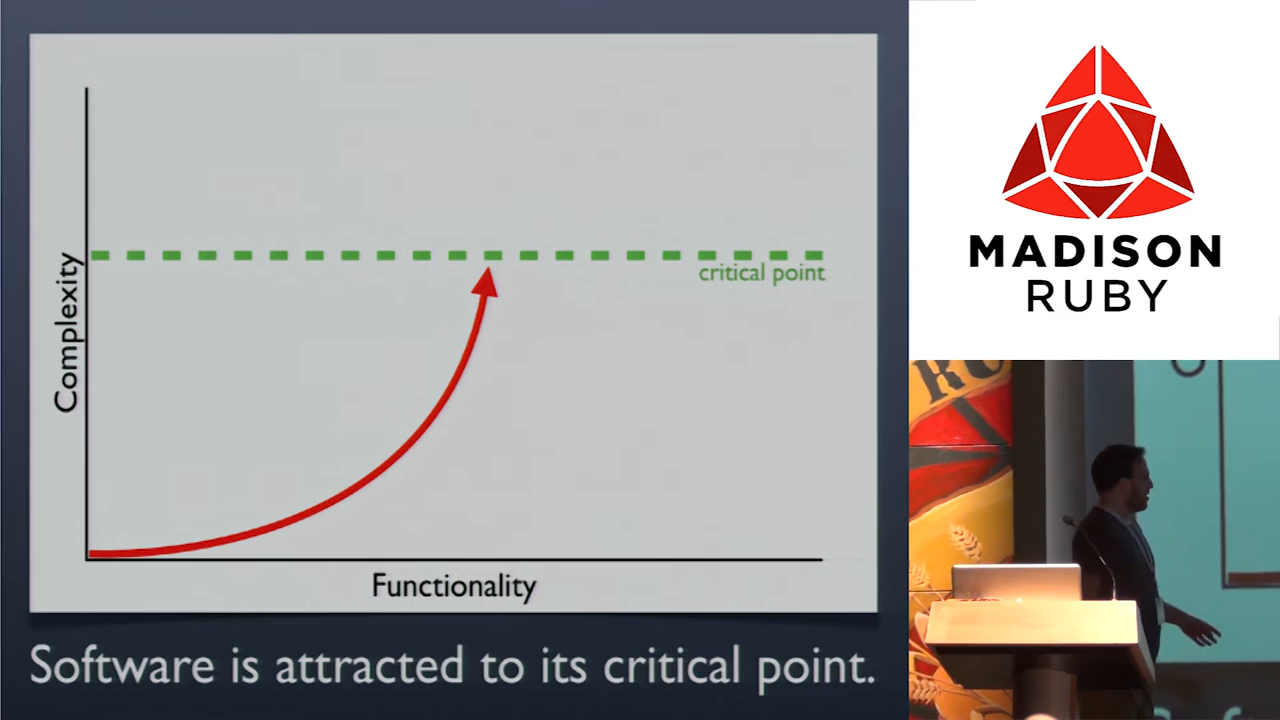 Complexity
critical point
Functionality
Software is attracted to its critical point.
MADISON
RUBY